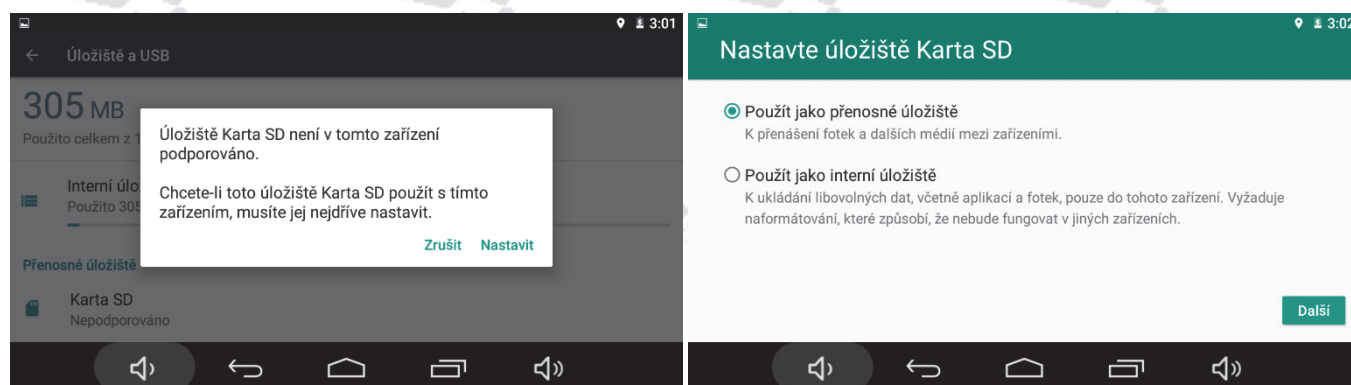 3:01
Úložiště a USB
305 MB
Použito celkem z 1
Úložiště Karta SD není v tomto zařízení
podporováno.
Chcete-li toto úložiště Karta SD použít s tímto
zařízením, musíte jej nejdříve nastavit.
Zrušit Nastavit
Interní úlo
Použito 305
Přenosné úložiště
Karta SD
Nepodporováno
3:02
Nastavte úložiště Karta SD
Použít jako přenosné úložiště
K přenášení fotek a dalších médií mezi zařízeními.
Použít jako interní úložiště
K ukládání libovolných dat, včetně aplikací a fotek, pouze do tohoto zařízení. Vyžaduje
naformátování, které způsobí, že nebude fungovat v jiných zařízeních.
Další